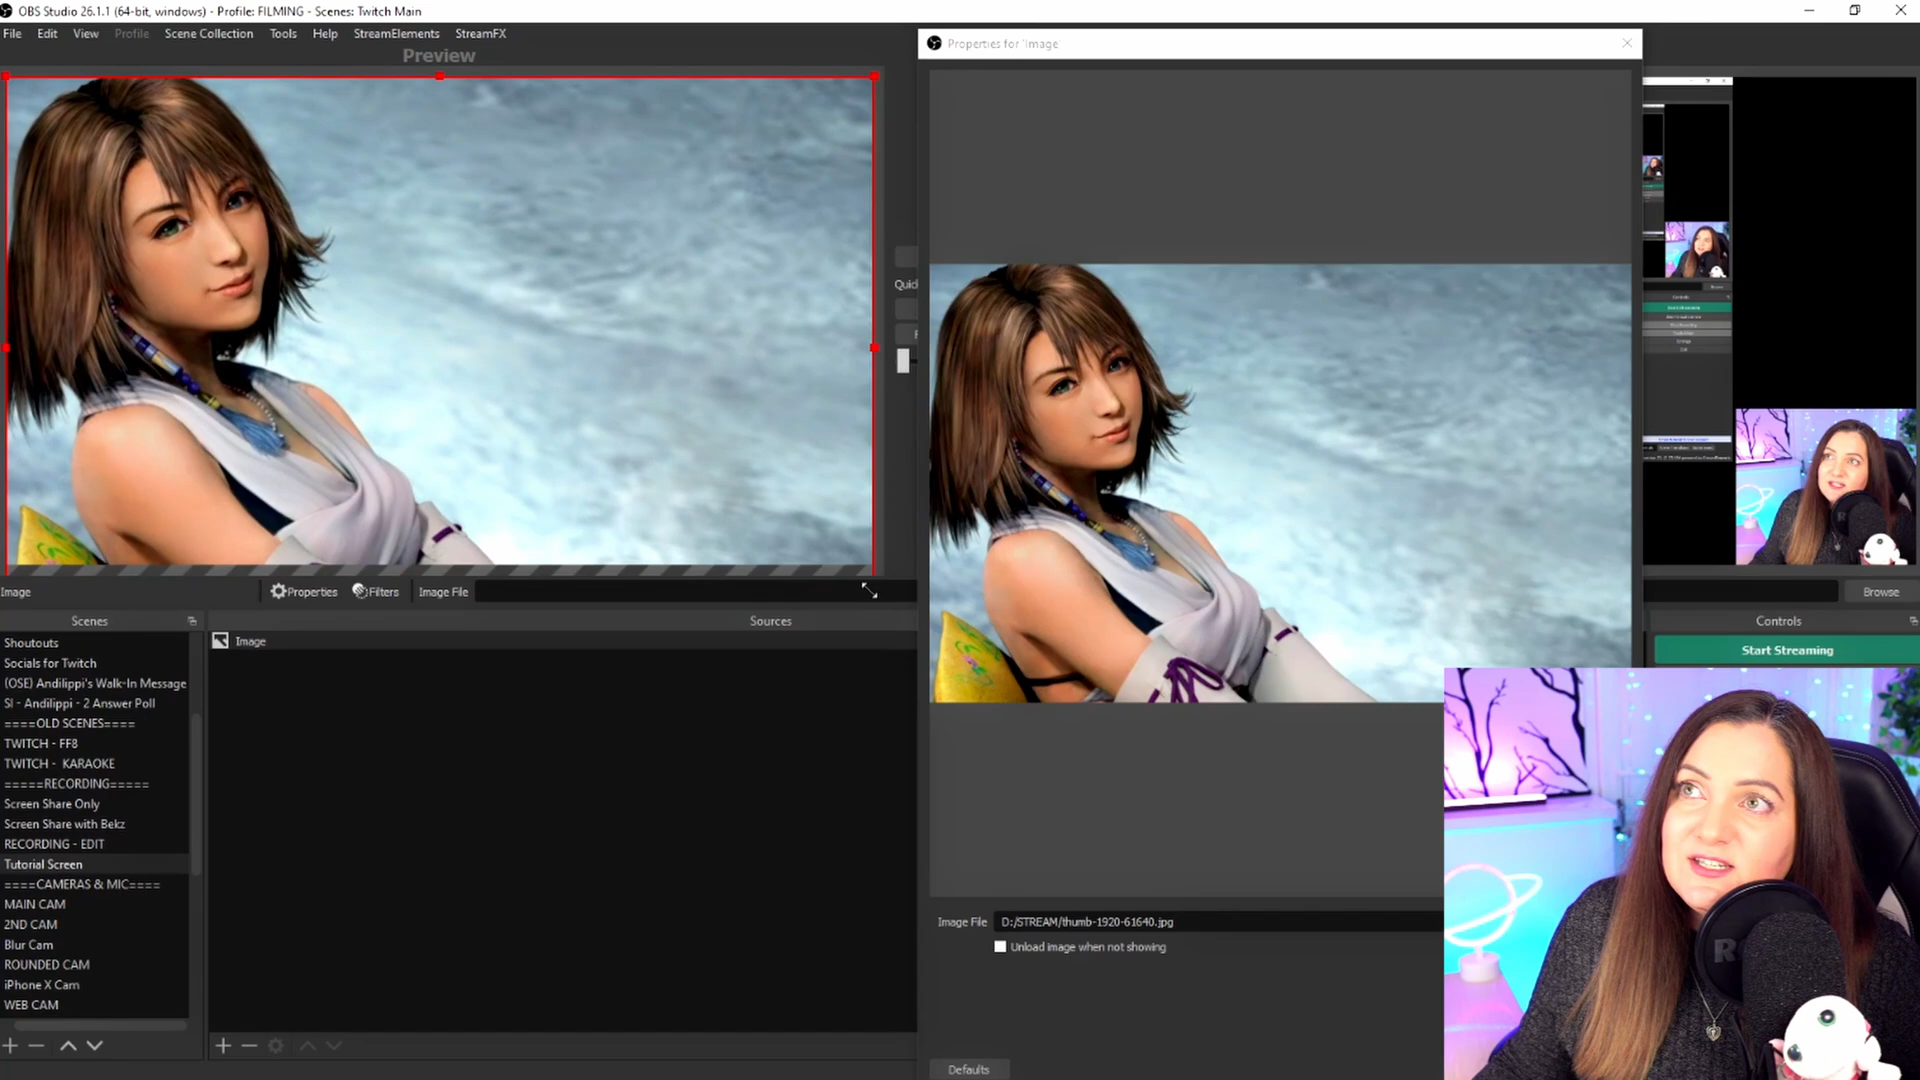 OBS Studio 26.1.1 (64-bit, windows) - Profile: FILMING - Scenes: Twitch Main
File Edit View Profile Scene Collection Tools Help StreamElements StreamFX
Preview
Properties for 'Image'
Quic
Image
Properties
Filters
Image File
Browse
Scenes
Sources
Controls
Shoutouts
Socials for Twitch
(OSE) Andilippi's Walk-In Message
SI - Andilippi - 2 Answer Poll
====OLD SCENES====
TWITCH - FF8
TWITCH - KARAOKE
=====RECORDING=====
Screen Share Only
Screen Share with Bekz
RECORDING - EDIT
Tutorial Screen
====CAMERAS & MIC====
MAIN CAM
2ND CAM
Blur Cam
ROUNDED CAM
iPhone X Cam
WEB CAM
Image
Start Streaming
Image File D:/STREAM/thumb-1920-61640.jpg
Unload image when not showing
Defaults